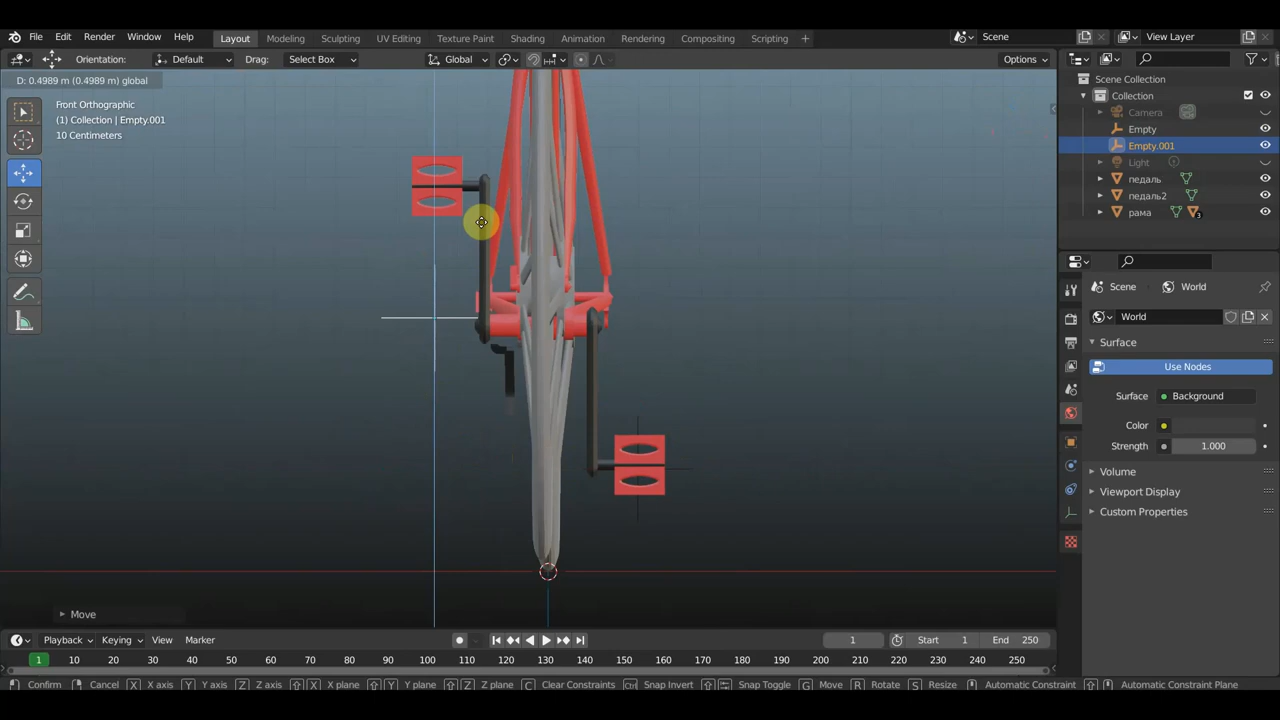 File Edit Render Window Help Layout Modeling Sculpting UV Editing Texture Paint Shading Animation Rendering Compositing Scripting + Scene View Layer
Orientation: Default Drag: Select Box Global Options
D: 0.4989 m (0.4989 m) global
Front Orthographic
(1) Collection | Empty.001
10 Centimeters
Scene Collection
Collection
Camera
Empty
Empty.001
Light
педаль
педаль2
рама
3
Scene World
World
Surface
Use Nodes
Surface Background
Color
Strength 1.000
Volume
Viewport Display
Custom Properties
Move
Playback Keying View Marker 1 Start 1 End 250
1 10 20 30 40 50 60 70 80 90 100 110 120 130 140 150 160 170 180 190 200 210 220 230 240 250
Confirm Cancel X X axis Y Y axis Z Z axis X X plane Y Y plane Z Z plane C Clear Constraints Ctrl Snap Invert Snap Toggle G Move R Rotate S Resize Automatic Constraint Automatic Constraint Plane